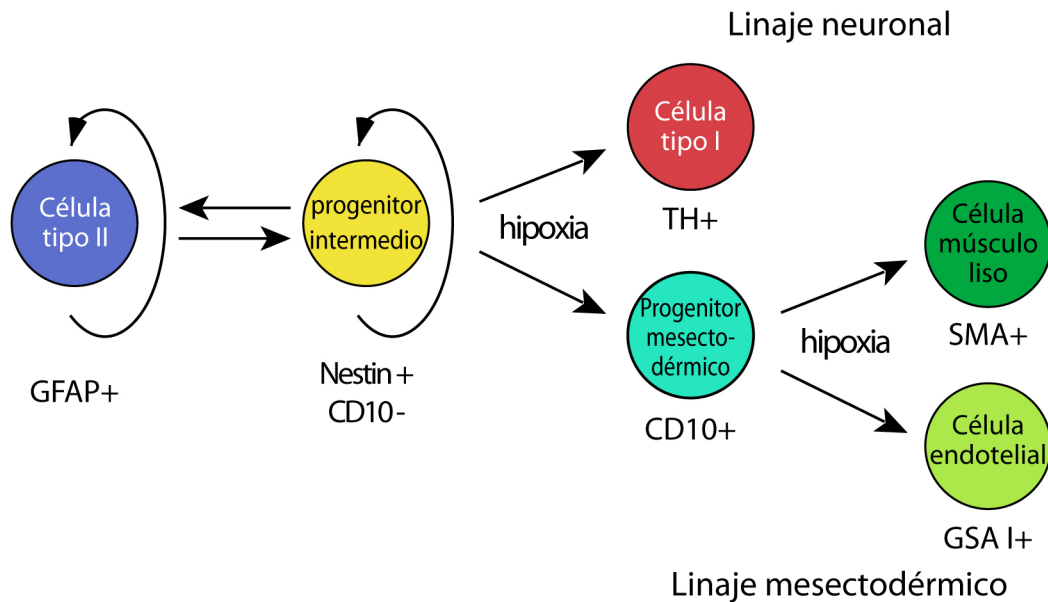 Linaje neuronal
Célula
tipo I
TH+
Célula
tipo II
GFAP+
progenitor
intermedio
Nestin +
CD10 -
hipoxia
Progenitor
mesecto-
dérmico
CD10+
hipoxia
Célula
músculo
liso
SMA+
Célula
endotelial
GSA I+
Linaje mesectodérmico